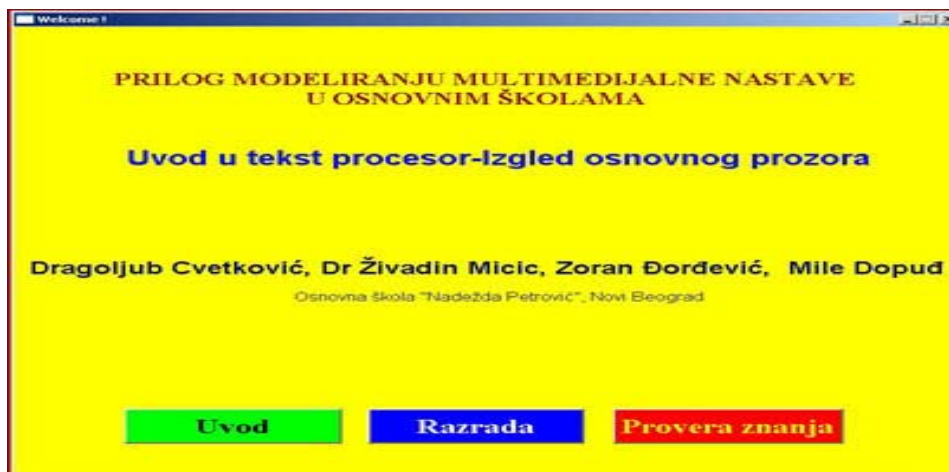 Welcome !
PRILOG MODELIRANJU MULTIMEDIJALNE NASTAVE
U OSNOVNIM ŠKOLAMA
Uvod u tekst procesor-Izgled osnovnog prozora
Dragoljub Cvetković, Dr Živadin Micic, Zoran Đorđević, Mile Dopuđ
Osnovna škola "Nadežda Petrović", Novi Beograd
Uvod Razrada Provera znanja